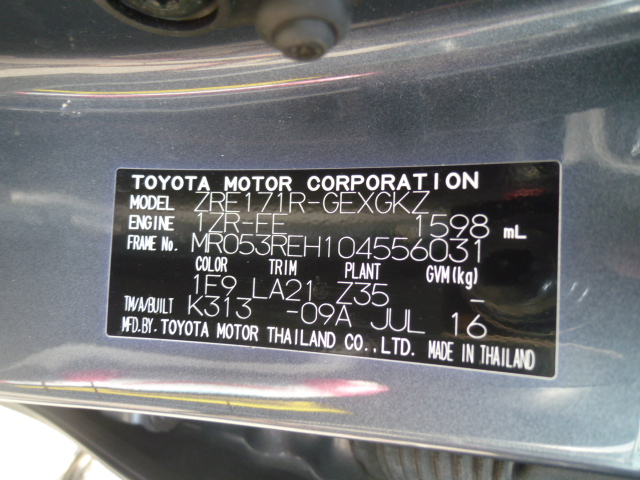 TOYOTA MOTOR CORPORATION
MODEL ZRE171R-GEXGKZ
ENGINE 1ZR-FE 1598 mL
FRAME No. MR053REH104556031
COLOR TRIM PLANT GVM(kg)
1F9 LA21 Z35 -
TM/A/BUILT K313 -09A JUL 16
MFD.BY. TOYOTA MOTOR THAILAND CO.,LTD. MADE IN THAILAND